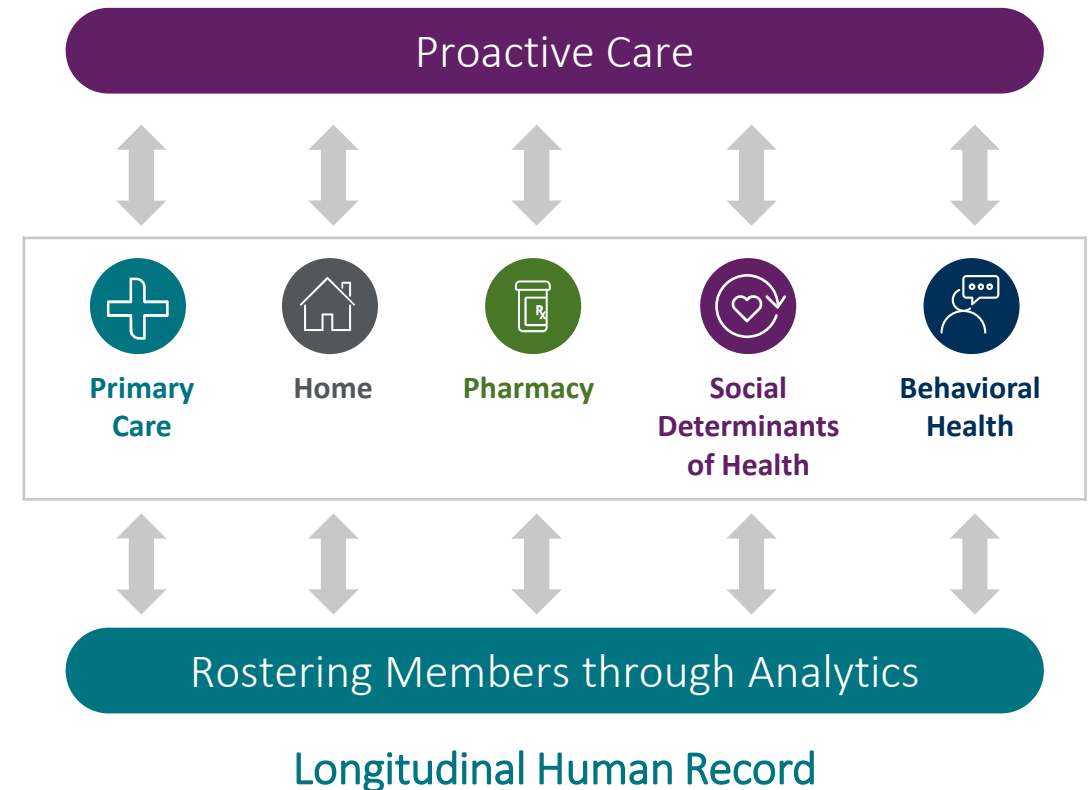 Proactive Care
Primary
Care
Home
Pharmacy
Social
Determinants
of Health
Behavioral
Health
Rostering Members through Analytics
Longitudinal Human Record